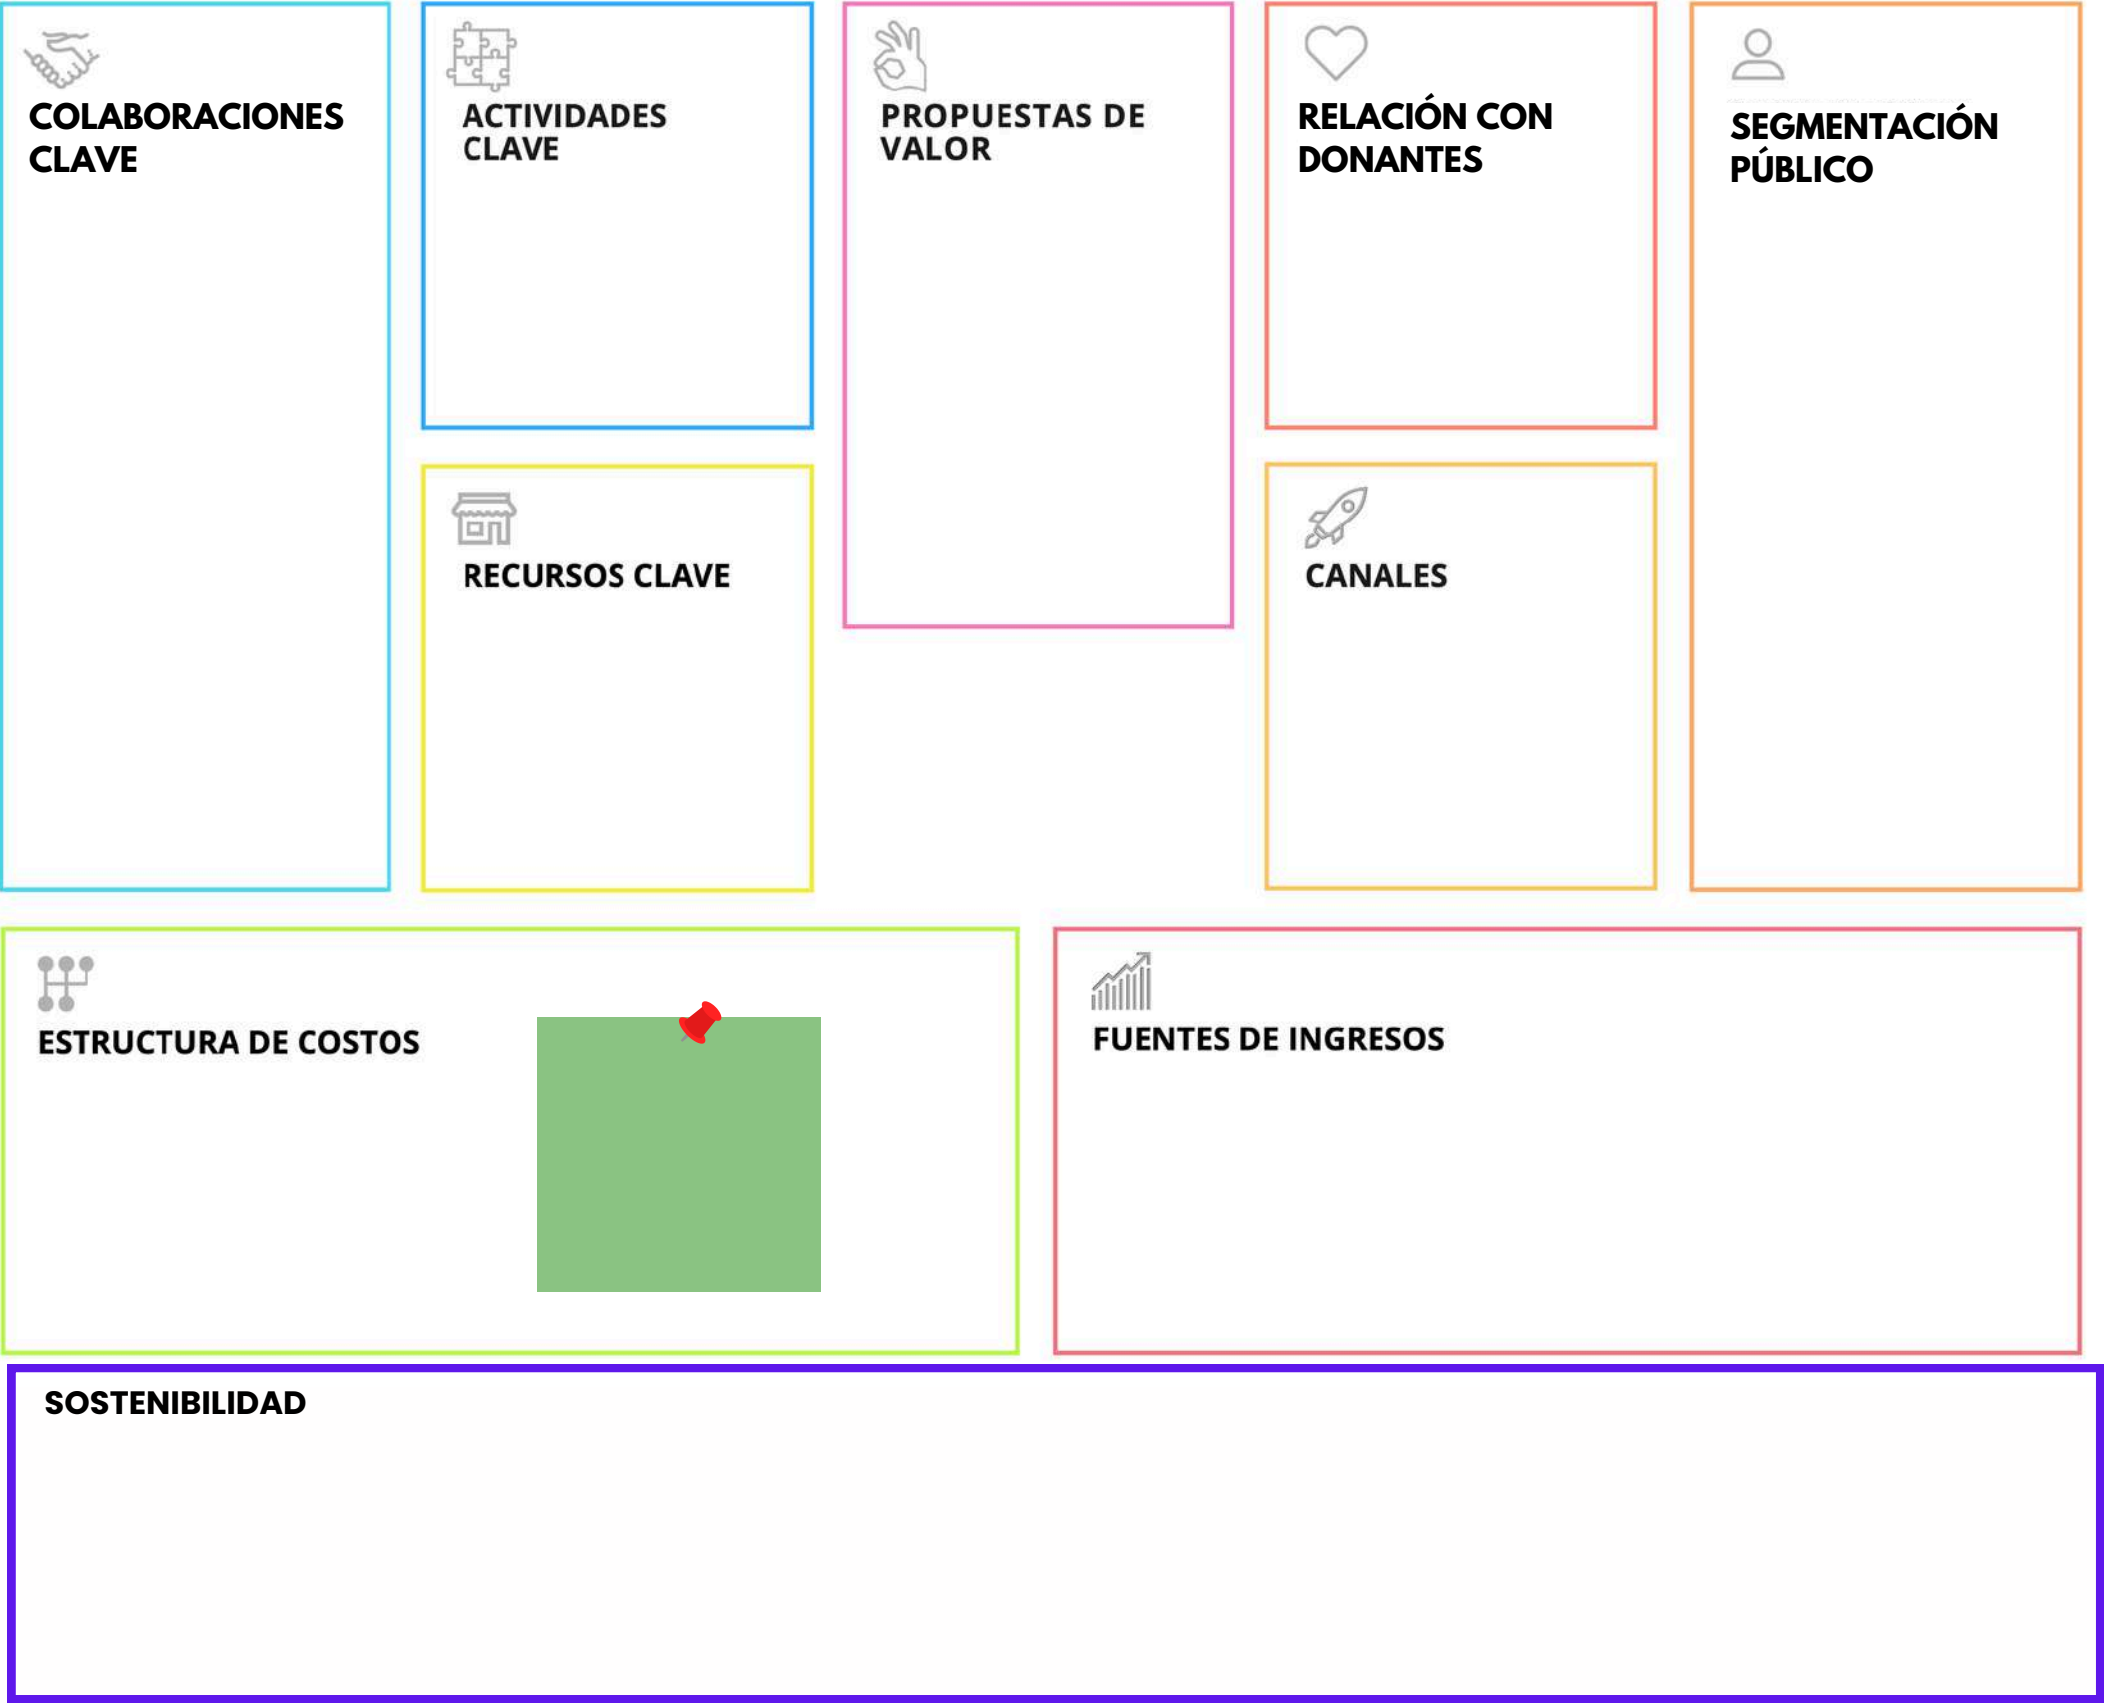 COLABORACIONES
CLAVE
ACTIVIDADES
CLAVE
PROPUESTAS DE
VALOR
RELACIÓN CON
DONANTES
SEGMENTACIÓN
PÚBLICO
RECURSOS CLAVE
CANALES
ESTRUCTURA DE COSTOS
FUENTES DE INGRESOS
SOSTENIBILIDAD